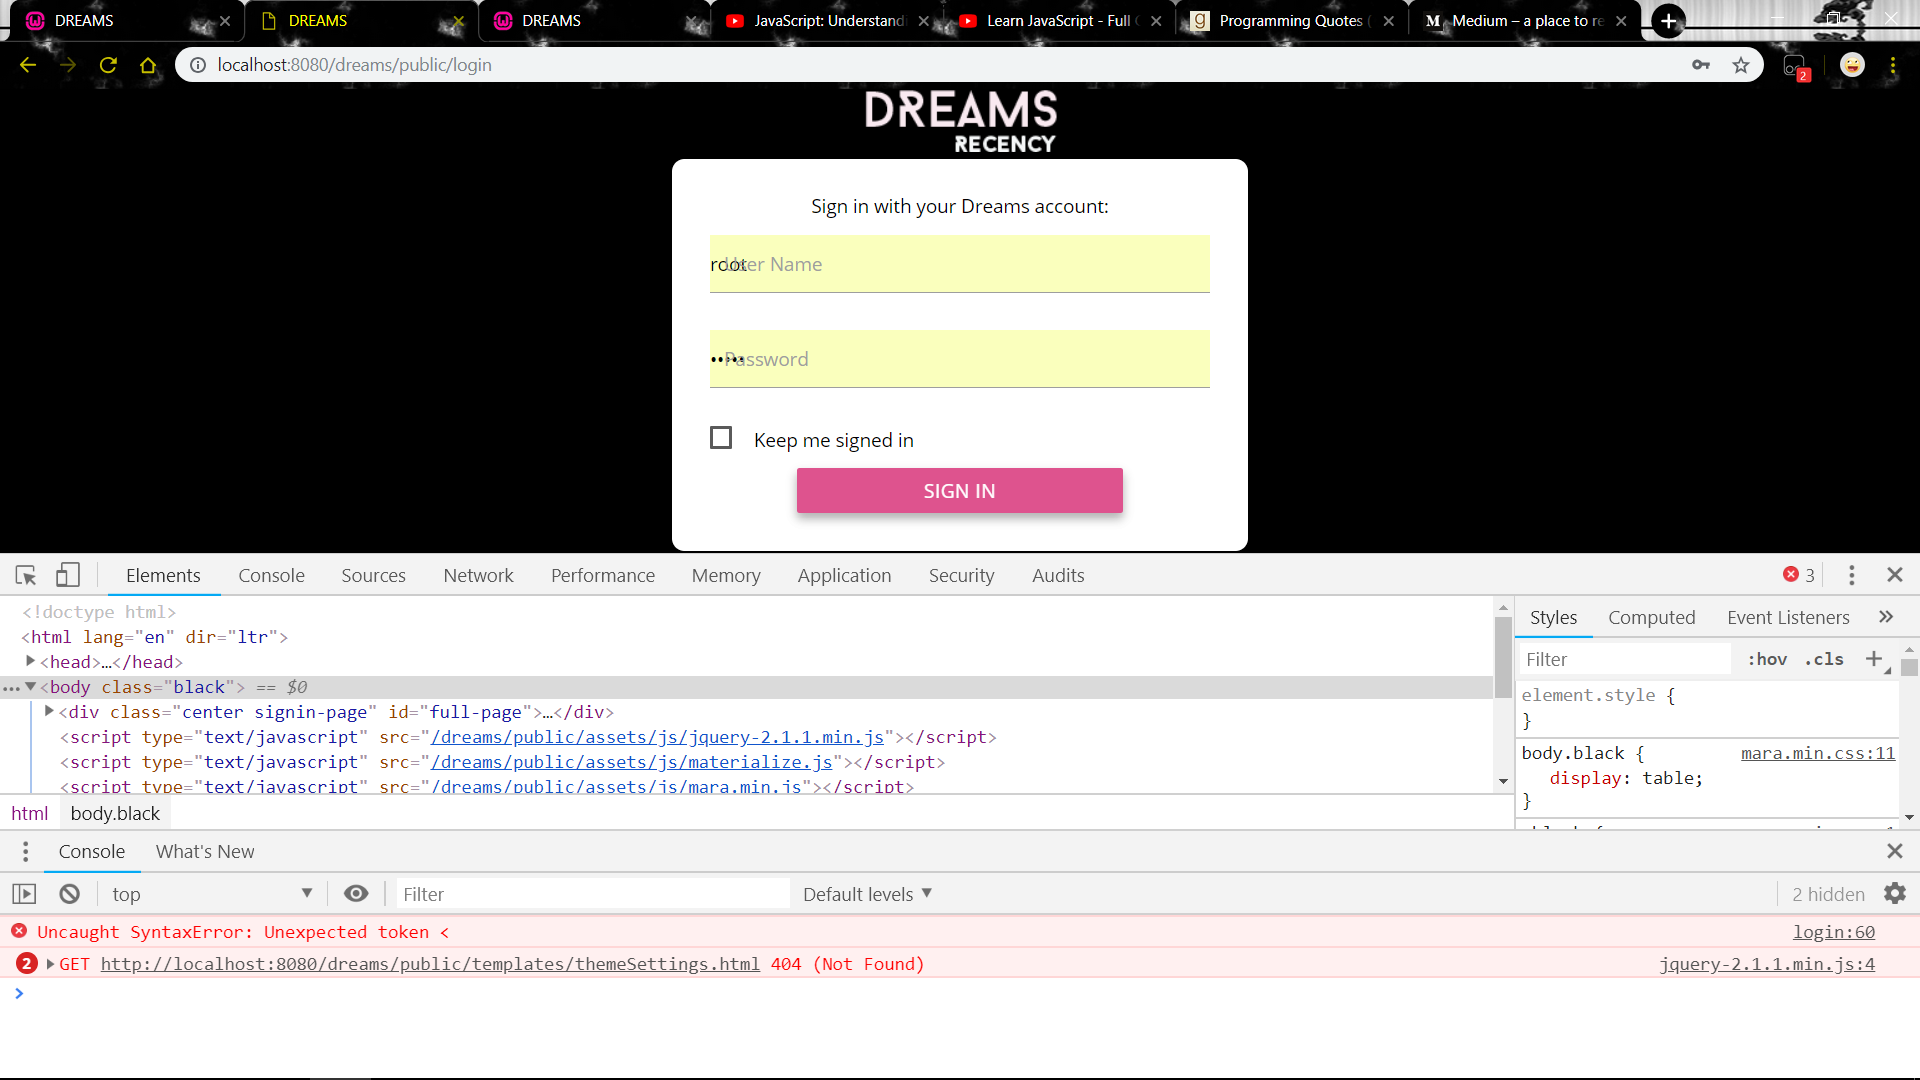 DREAMS
DREAMS
DREAMS
JavaScript: Understandi
Learn JavaScript - Full C
Programming Quotes (
Medium – a place to re
localhost:8080/dreams/public/login
2
DREAMS
RECENCY
Sign in with your Dreams account:
root
User Name
•••••
Password
Keep me signed in
SIGN IN
Elements Console Sources Network Performance Memory Application Security Audits 3
<!doctype html>
<html lang="en" dir="ltr">
<head>…</head>
<body class="black"> == $0
<div class="center signin-page" id="full-page">…</div>
<script type="text/javascript" src="/dreams/public/assets/js/jquery-2.1.1.min.js"></script>
<script type="text/javascript" src="/dreams/public/assets/js/materialize.js"></script>
<script type="text/javascript" src="/dreams/public/assets/js/mara.min.js"></script>
html body.black
Styles Computed Event Listeners »
Filter :hov .cls +
element.style {
}
body.black { mara.min.css:11
display: table;
}
Console What's New
top Filter Default levels 2 hidden
Uncaught SyntaxError: Unexpected token < login:60
2 GET http://localhost:8080/dreams/public/templates/themeSettings.html 404 (Not Found) jquery-2.1.1.min.js:4
>